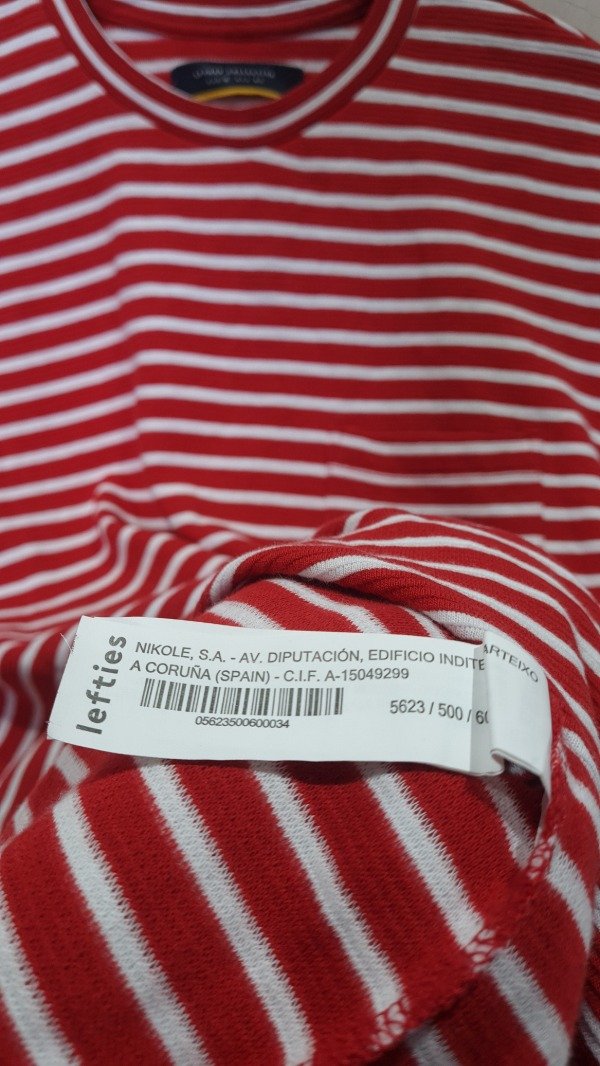 lefties
NIKOLE, S.A. - AV. DIPUTACIÓN, EDIFICIO INDITE ARTEIXO
A CORUÑA (SPAIN) - C.I.F. A-15049299
5623 / 500 / 60
05623500600034